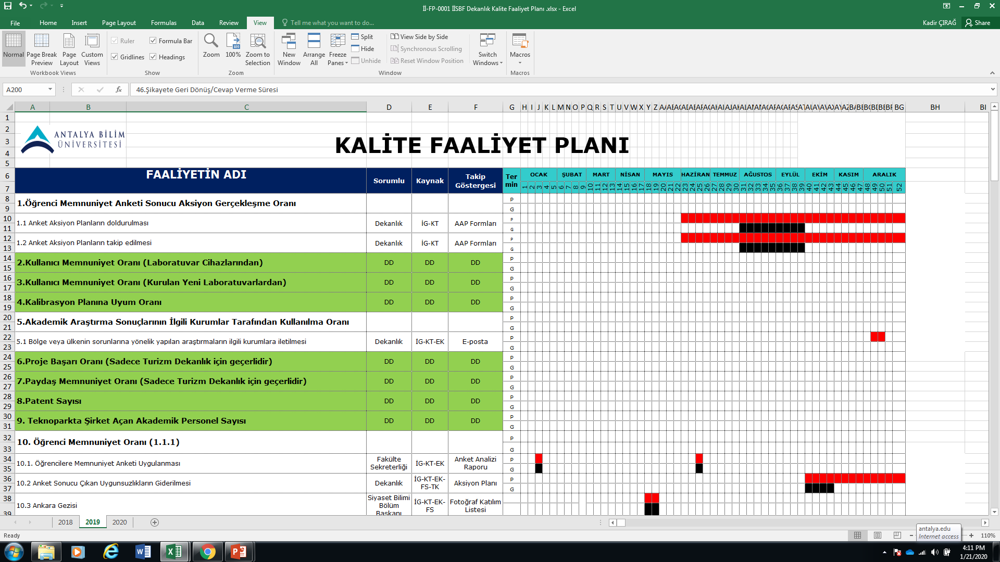 İİ-FP-0001 İİSBF Dekanlık Kalite Faaliyet Planı .xlsx - Excel
File Home Insert Page Layout Formulas Data Review View Tell me what you want to do... Kadir ÇIRAĞ Share
Normal Page Break Preview Page Layout Custom Views
Workbook Views
Ruler Formula Bar
Gridlines Headings
Show
Zoom 100% Zoom to Selection
Zoom
New Window Arrange All Freeze Panes
Split
Hide
Unhide
View Side by Side
Synchronous Scrolling
Reset Window Position
Window
Switch Windows
Macros
Macros
A200 fx 46.Şikayete Geri Dönüş/Cevap Verme Süresi
A B C D E F G H I J K L M N O P Q R S T U V W X Y Z BG BH BI
ANTALYA BİLİM
ÜNİVERSİTESİ
KALİTE FAALİYET PLANI
FAALİYETİN ADI Sorumlu Kaynak Takip Göstergesi Termin OCAK ŞUBAT MART NİSAN MAYIS HAZİRAN TEMMUZ AĞUSTOS EYLÜL EKİM KASIM ARALIK
1 2 3 4 5 6 7 8 9 10 11 12 13 14 15 16 17 18 19 20 21 22 23 24 25 26 27 28 29 30 31 32 33 34 35 36 37 38 39 40 41 42 43 44 45 46 47 48 49 50 51 52
1.Öğrenci Memnuniyet Anketi Sonucu Aksiyon Gerçekleşme Oranı P G
1.1 Anket Aksiyon Planların doldurulması Dekanlık İG-KT AAP Formları P G
1.2 Anket Aksiyon Planların takip edilmesi Dekanlık İG-KT AAP Formları P G
2.Kullanıcı Memnuniyet Oranı (Laboratuvar Cihazlarından) DD DD DD P G
3.Kullanıcı Memnuniyet Oranı (Kurulan Yeni Laboratuvarlardan) DD DD DD P G
4.Kalibrasyon Planına Uyum Oranı DD DD DD P G
5.Akademik Araştırma Sonuçlarının İlgili Kurumlar Tarafından Kullanılma Oranı P G
5.1 Bölge veya ülkenin sorunlarına yönelik yapılan araştırmaların ilgili kurumlara iletilmesi Dekanlık İG-KT-EK E-posta P G
6.Proje Başarı Oranı (Sadece Turizm Dekanlık için geçerlidir) DD DD DD P G
7.Paydaş Memnuniyet Oranı (Sadece Turizm Dekanlık için geçerlidir) DD DD DD P G
8.Patent Sayısı DD DD DD P G
9. Teknoparkta Şirket Açan Akademik Personel Sayısı DD DD DD P G
10. Öğrenci Memnuniyet Oranı (1.1.1) P G
10.1. Öğrencilere Memnuniyet Anketi Uygulanması Fakülte Sekreterliği İG-KT-EK Anket Analizi Raporu P G
10.2 Anket Sonucu Çıkan Uygunsuzlıkların Giderilmesi Dekanlık İG-KT-EK-FS-TK Aksiyon Planı P G
10.3 Ankara Gezisi Siyaset Bilimi Bölüm Başkanı İG-KT-EK-FS Fotoğraf Katılım Listesi
1 2 3 4 5 6 7 8 9 10 11 12 13 14 15 16 17 18 19 20 21 22 23 24 25 26 27 28 29 30 31 32 33 34 35 36 37 38 39
2018 2019 2020
antalya.edu
Internet access
Ready 110%
4:11 PM
1/21/2020